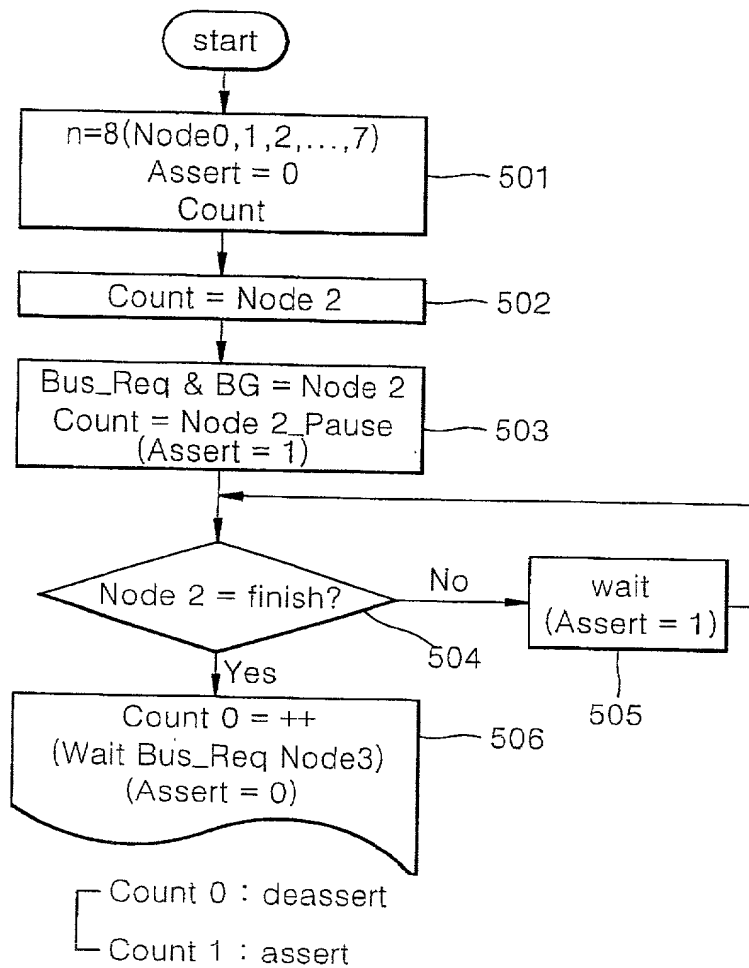 start
n=8(Node0,1,2,...,7)
Assert = 0
Count
501
Count = Node 2
502
Bus_Req & BG = Node 2
Count = Node 2_Pause
(Assert = 1)
503
Node 2 = finish?
504
No
wait
(Assert = 1)
505
Yes
Count 0 = ++
(Wait Bus_Req Node3)
(Assert = 0)
506
Count 0 : deassert
Count 1 : assert